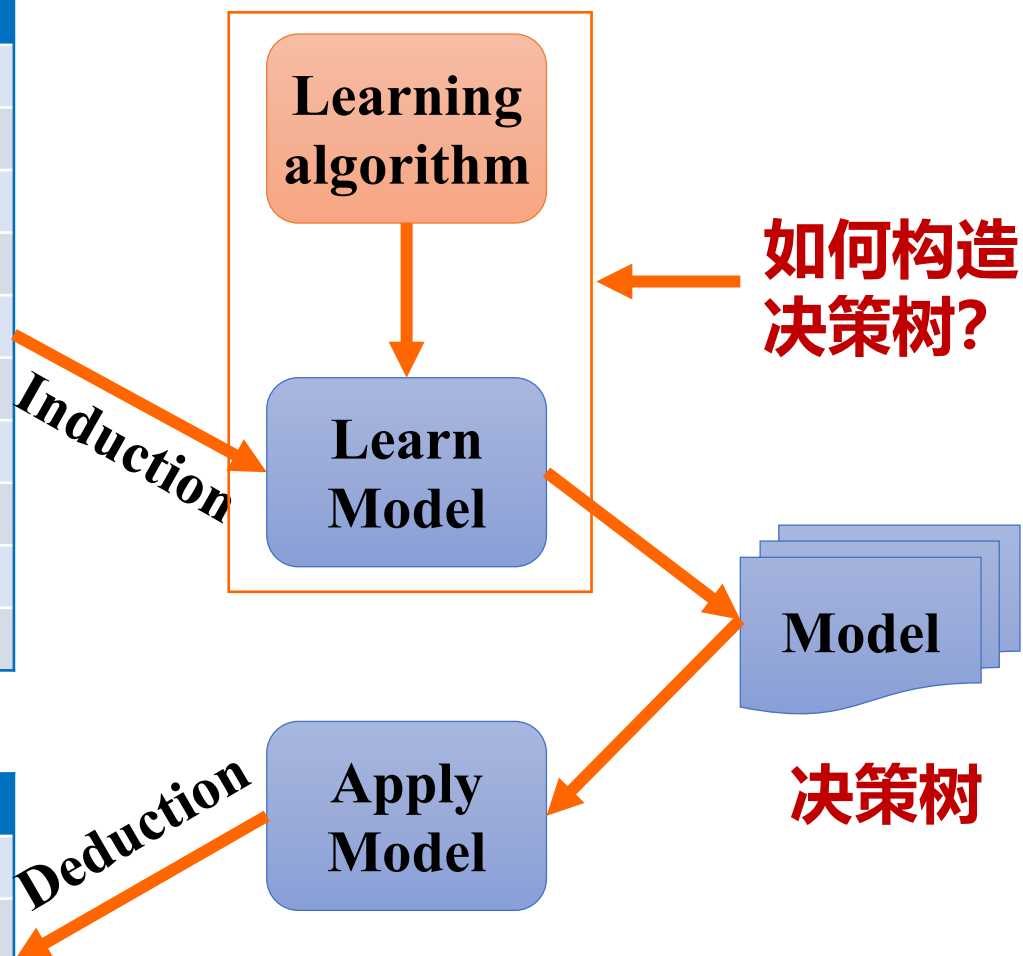 Learning
algorithm
如何构造
决策树?
Induction
Learn
Model
Model
决策树
Apply
Model
Deduction